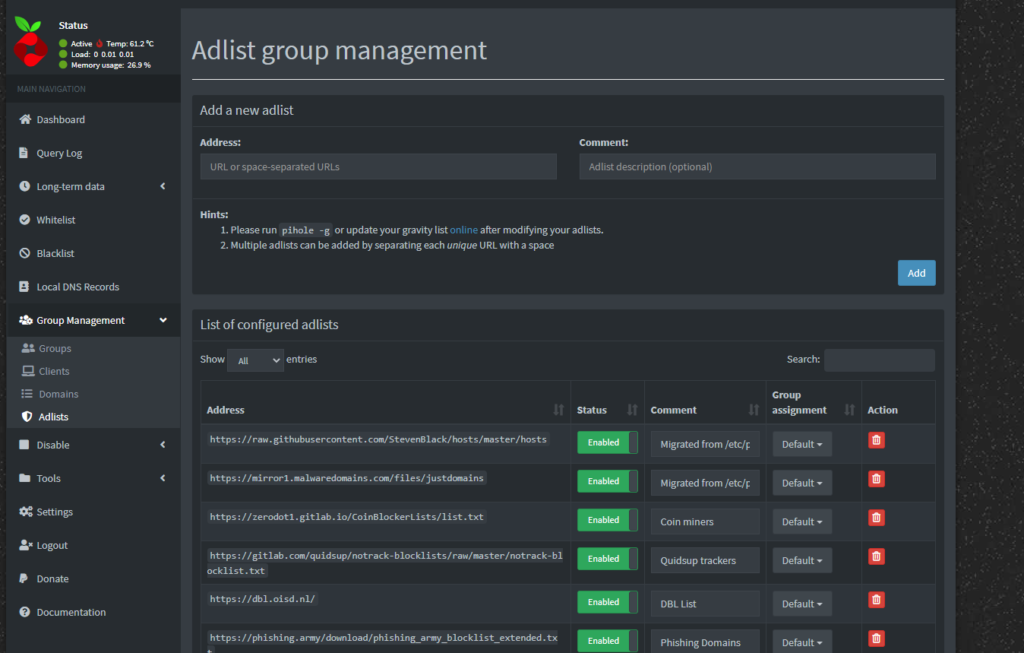 Status
Active Temp: 61.2 °C
Load: 0 0.01 0.01
Memory usage: 26.9 %
MAIN NAVIGATION
Dashboard
Query Log
Long-term data
Whitelist
Blacklist
Local DNS Records
Group Management
Groups
Clients
Domains
Adlists
Disable
Tools
Settings
Logout
Donate
Documentation
Adlist group management
Add a new adlist
Address: Comment:
URL or space-separated URLs Adlist description (optional)
Hints:
1. Please run pihole -g or update your gravity list online after modifying your adlists.
2. Multiple adlists can be added by separating each unique URL with a space
Add
List of configured adlists
Show All entries Search:
Address Status Comment Group assignment Action
https://raw.githubusercontent.com/StevenBlack/hosts/master/hosts Enabled Migrated from /etc/p Default
https://mirror1.malwaredomains.com/files/justdomains Enabled Migrated from /etc/p Default
https://zerodot1.gitlab.io/CoinBlockerLists/list.txt Enabled Coin miners Default
https://gitlab.com/quidsup/notrack-blocklists/raw/master/notrack-bl
ocklist.txt Enabled Quidsup trackers Default
https://dbl.oisd.nl/ Enabled DBL List Default
https://phishing.army/download/phishing_army_blocklist_extended.tx
t Enabled Phishing Domains Default